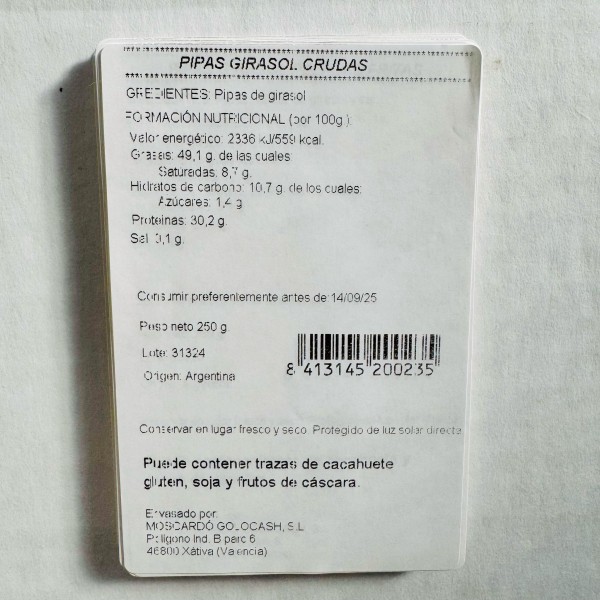 PIPAS GIRASOL CRUDAS
GREDIENTES: Pipas de girasol
FORMACIÓN NUTRICIONAL (por 100g.):
Valor energético: 2336 kJ/559 kcal.
Grasas: 49,1 g. de las cuales:
Saturadas: 8,7 g.
Hidratos de carbono: 10,7 g. de los cuales:
Azúcares: 1,4 g
Proteinas: 30,2 g.
Sal: 0,1 g.
Consumir preferentemente antes de 14/09/25
Peso neto 250 g.
Lote: 31324
Origen: Argentina
8 413145 200235
Conservar en lugar fresco y seco. Protegido de luz solar directa
Puede contener trazas de cacahuete
gluten, soja y frutos de cáscara.
Envasado por:
MOSCARDÓ GOLOCASH, S.L
Polígono Ind. B parc 6
46800 Xátiva (Valencia)